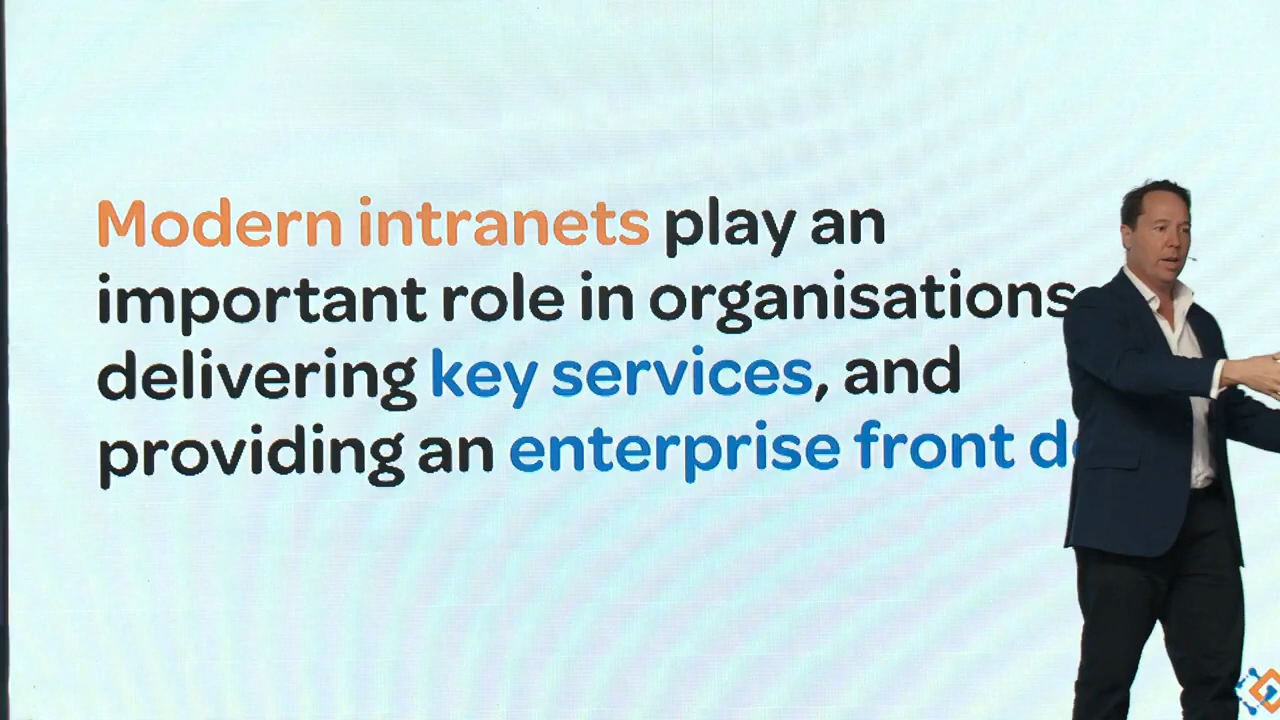 Modern intranets play an
important role in organisations
delivering key services, and
providing an enterprise front